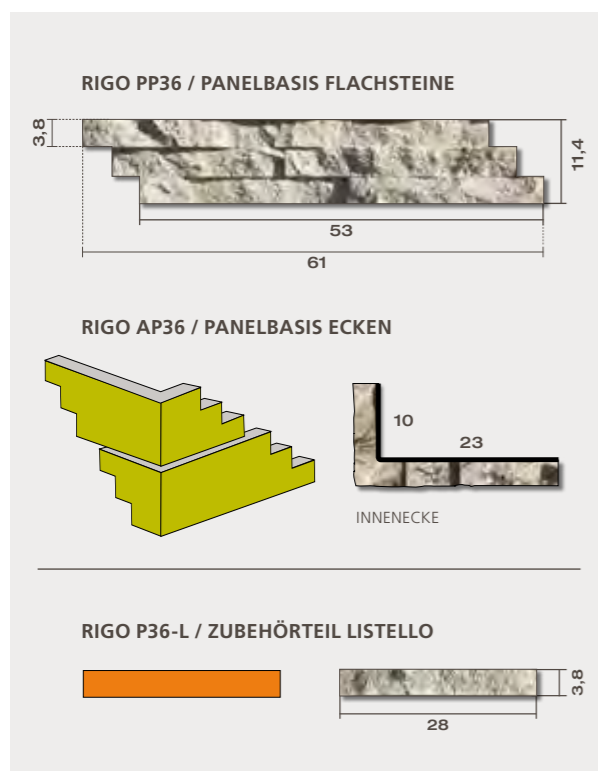 RIGO PP36 / PANELBASIS FLACHSTEINE
3,8
11,4
53
61
RIGO AP36 / PANELBASIS ECKEN
10
23
INNENECKE
RIGO P36-L / ZUBEHÖRTEIL LISTELLO
3,8
28